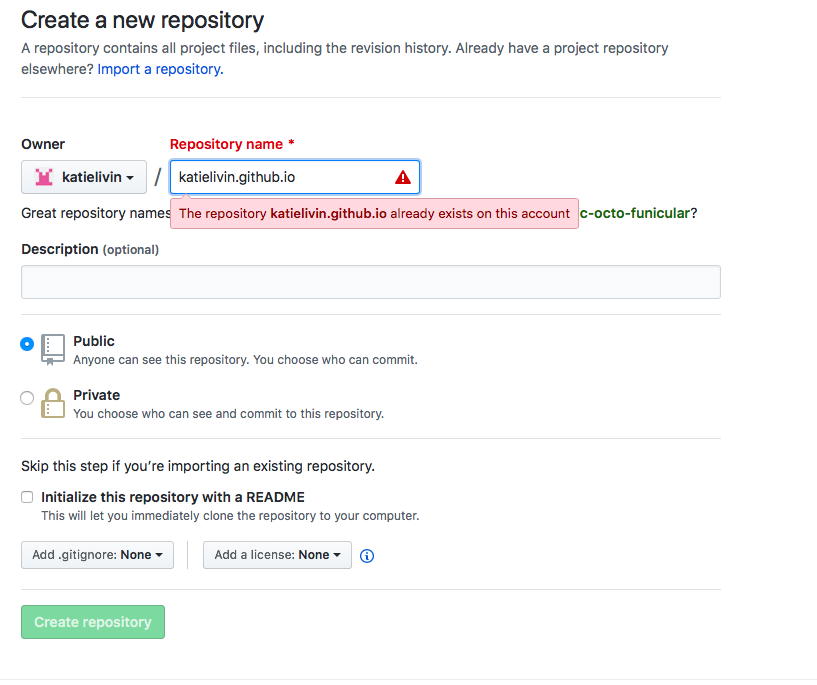 Create a new repository
A repository contains all project files, including the revision history. Already have a project repository
elsewhere? Import a repository.
Owner
Repository name *
katielivin
/
katielivin.github.io
Great repository names
c-octo-funicular?
The repository katielivin.github.io already exists on this account
Description (optional)
Public
Anyone can see this repository. You choose who can commit.
Private
You choose who can see and commit to this repository.
Skip this step if you’re importing an existing repository.
Initialize this repository with a README
This will let you immediately clone the repository to your computer.
Add .gitignore: None
Add a license: None
Create repository